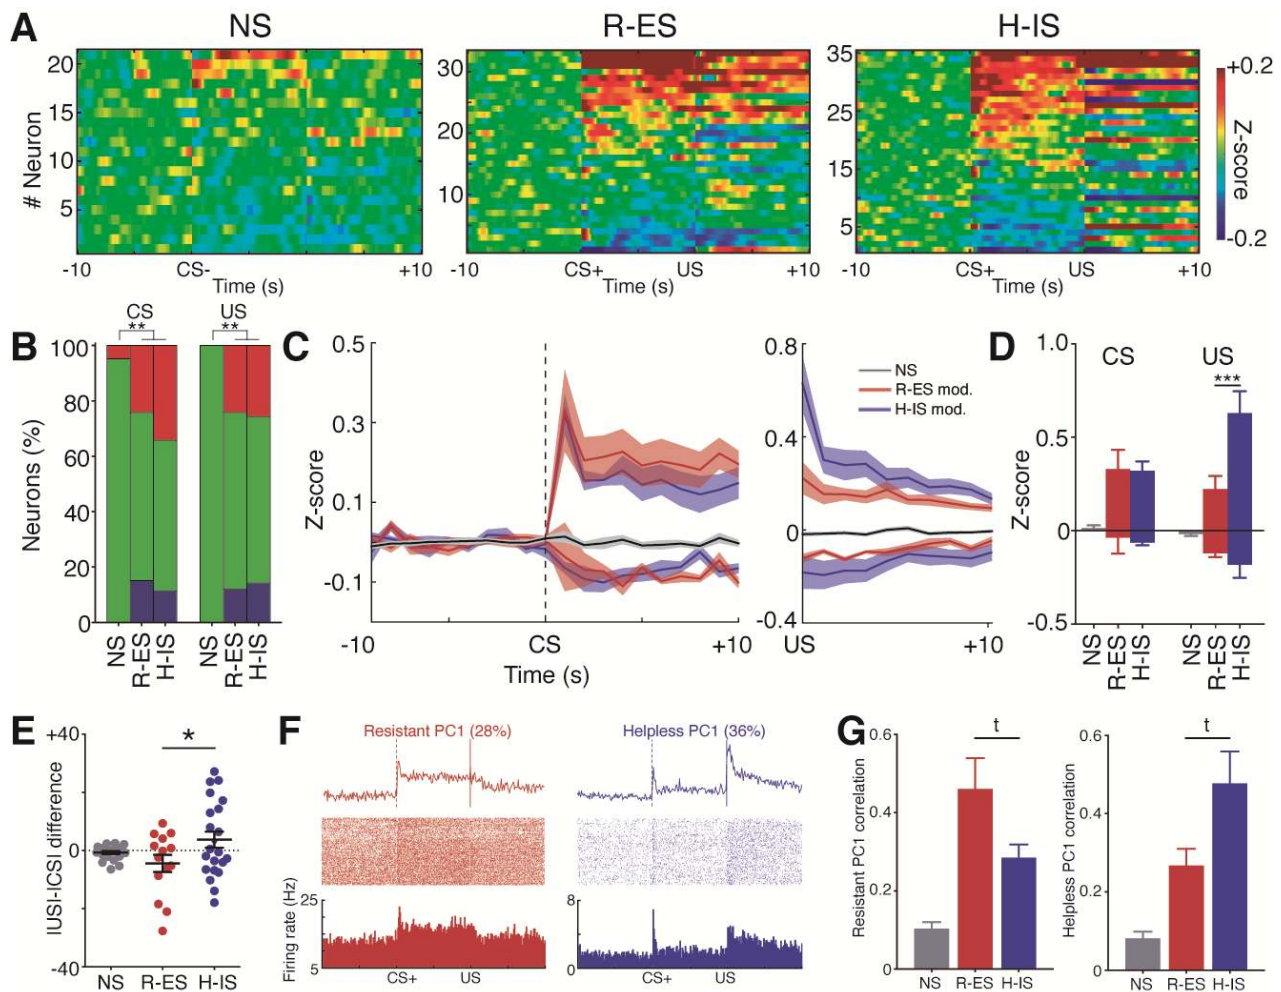 A
NS
R-ES
H-IS
# Neuron
20
15
10
5
-10
CS-
+10
Time (s)
30
20
10
-10
CS+
US
+10
Time (s)
35
25
15
5
-10
CS+
US
+10
Time (s)
+0.2
Z-score
-0.2
B
CS
US
**
**
Neurons (%)
100
80
60
40
20
0
NS
R-ES
H-IS
NS
R-ES
H-IS
C
Z-score
0.5
0.3
0.1
-0.1
-10
CS
+10
Time (s)
0.8
0.4
0
-0.4
US
+10
NS
R-ES mod.
H-IS mod.
D
Z-score
1.0
0.5
0
-0.5
CS
US
***
NS
R-ES
H-IS
NS
R-ES
H-IS
E
IUSI-ICSI difference
+40
0
-40
*
NS
R-ES
H-IS
F
Resistant PC1 (28%)
Helpless PC1 (36%)
Firing rate (Hz)
25
5
CS+
US
8
0
CS+
US
G
Resistant PC1 correlation
0.6
0.4
0.2
0
t
NS
R-ES
H-IS
Helpless PC1 correlation
0.6
0.4
0.2
0
t
NS
R-ES
H-IS